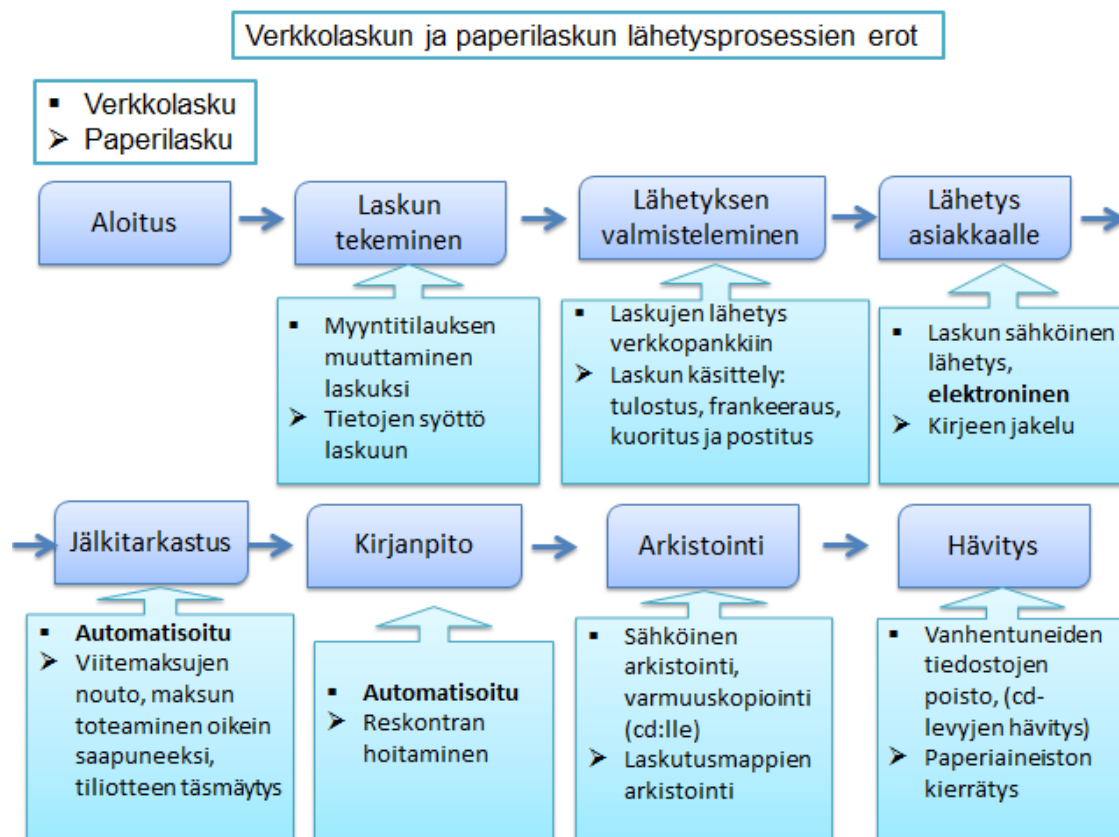 Verkkolaskun ja paperilaskun lähetysprosessien erot
▪ Verkkolasku
➢ Paperilasku
Aloitus
Laskun
tekeminen
Lähetyksen
valmisteleminen
Lähetys
asiakkaalle
▪ Myyntitilauksen
muuttaminen
laskuksi
➢ Tietojen syöttö
laskuun
▪ Laskujen lähetys
verkkopankkiin
➢ Laskun käsittely:
tulostus, frankeeraus,
kuoritus ja postitus
▪ Laskun sähköinen
lähetys,
elektroninen
➢ Kirjeen jakelu
Jälkitarkastus
Kirjanpito
Arkistointi
Hävitys
▪ Automatisoitu
➢ Viitemaksujen
nouto, maksun
toteaminen oikein
saapuneeksi,
tiliotteen täsmäytys
▪ Automatisoitu
➢ Reskontran
hoitaminen
▪ Sähköinen
arkistointi,
varmuuskopiointi
(cd:lle)
➢ Laskutusmappien
arkistointi
▪ Vanhentuneiden
tiedostojen
poisto, (cd-
levyjen hävitys)
➢ Paperiaineiston
kierrätys